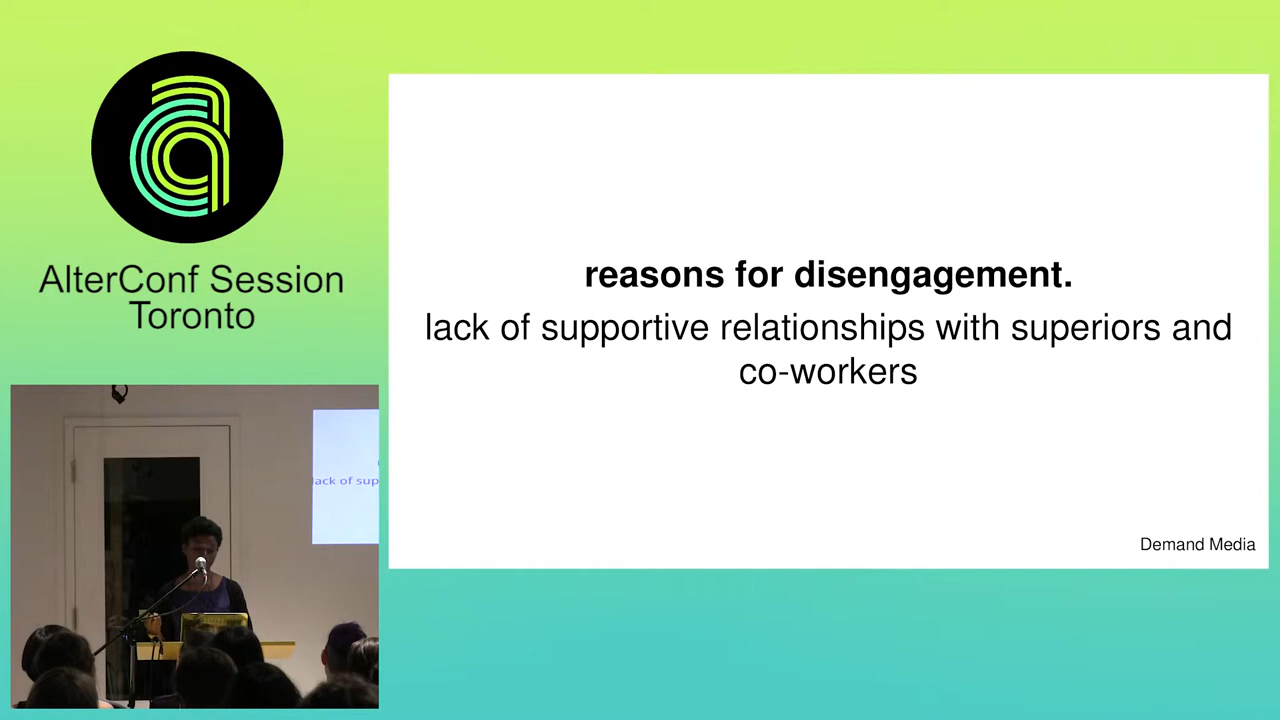 AlterConf Session
Toronto
reasons for disengagement.
lack of supportive relationships with superiors and
co-workers
Demand Media
lack of sup